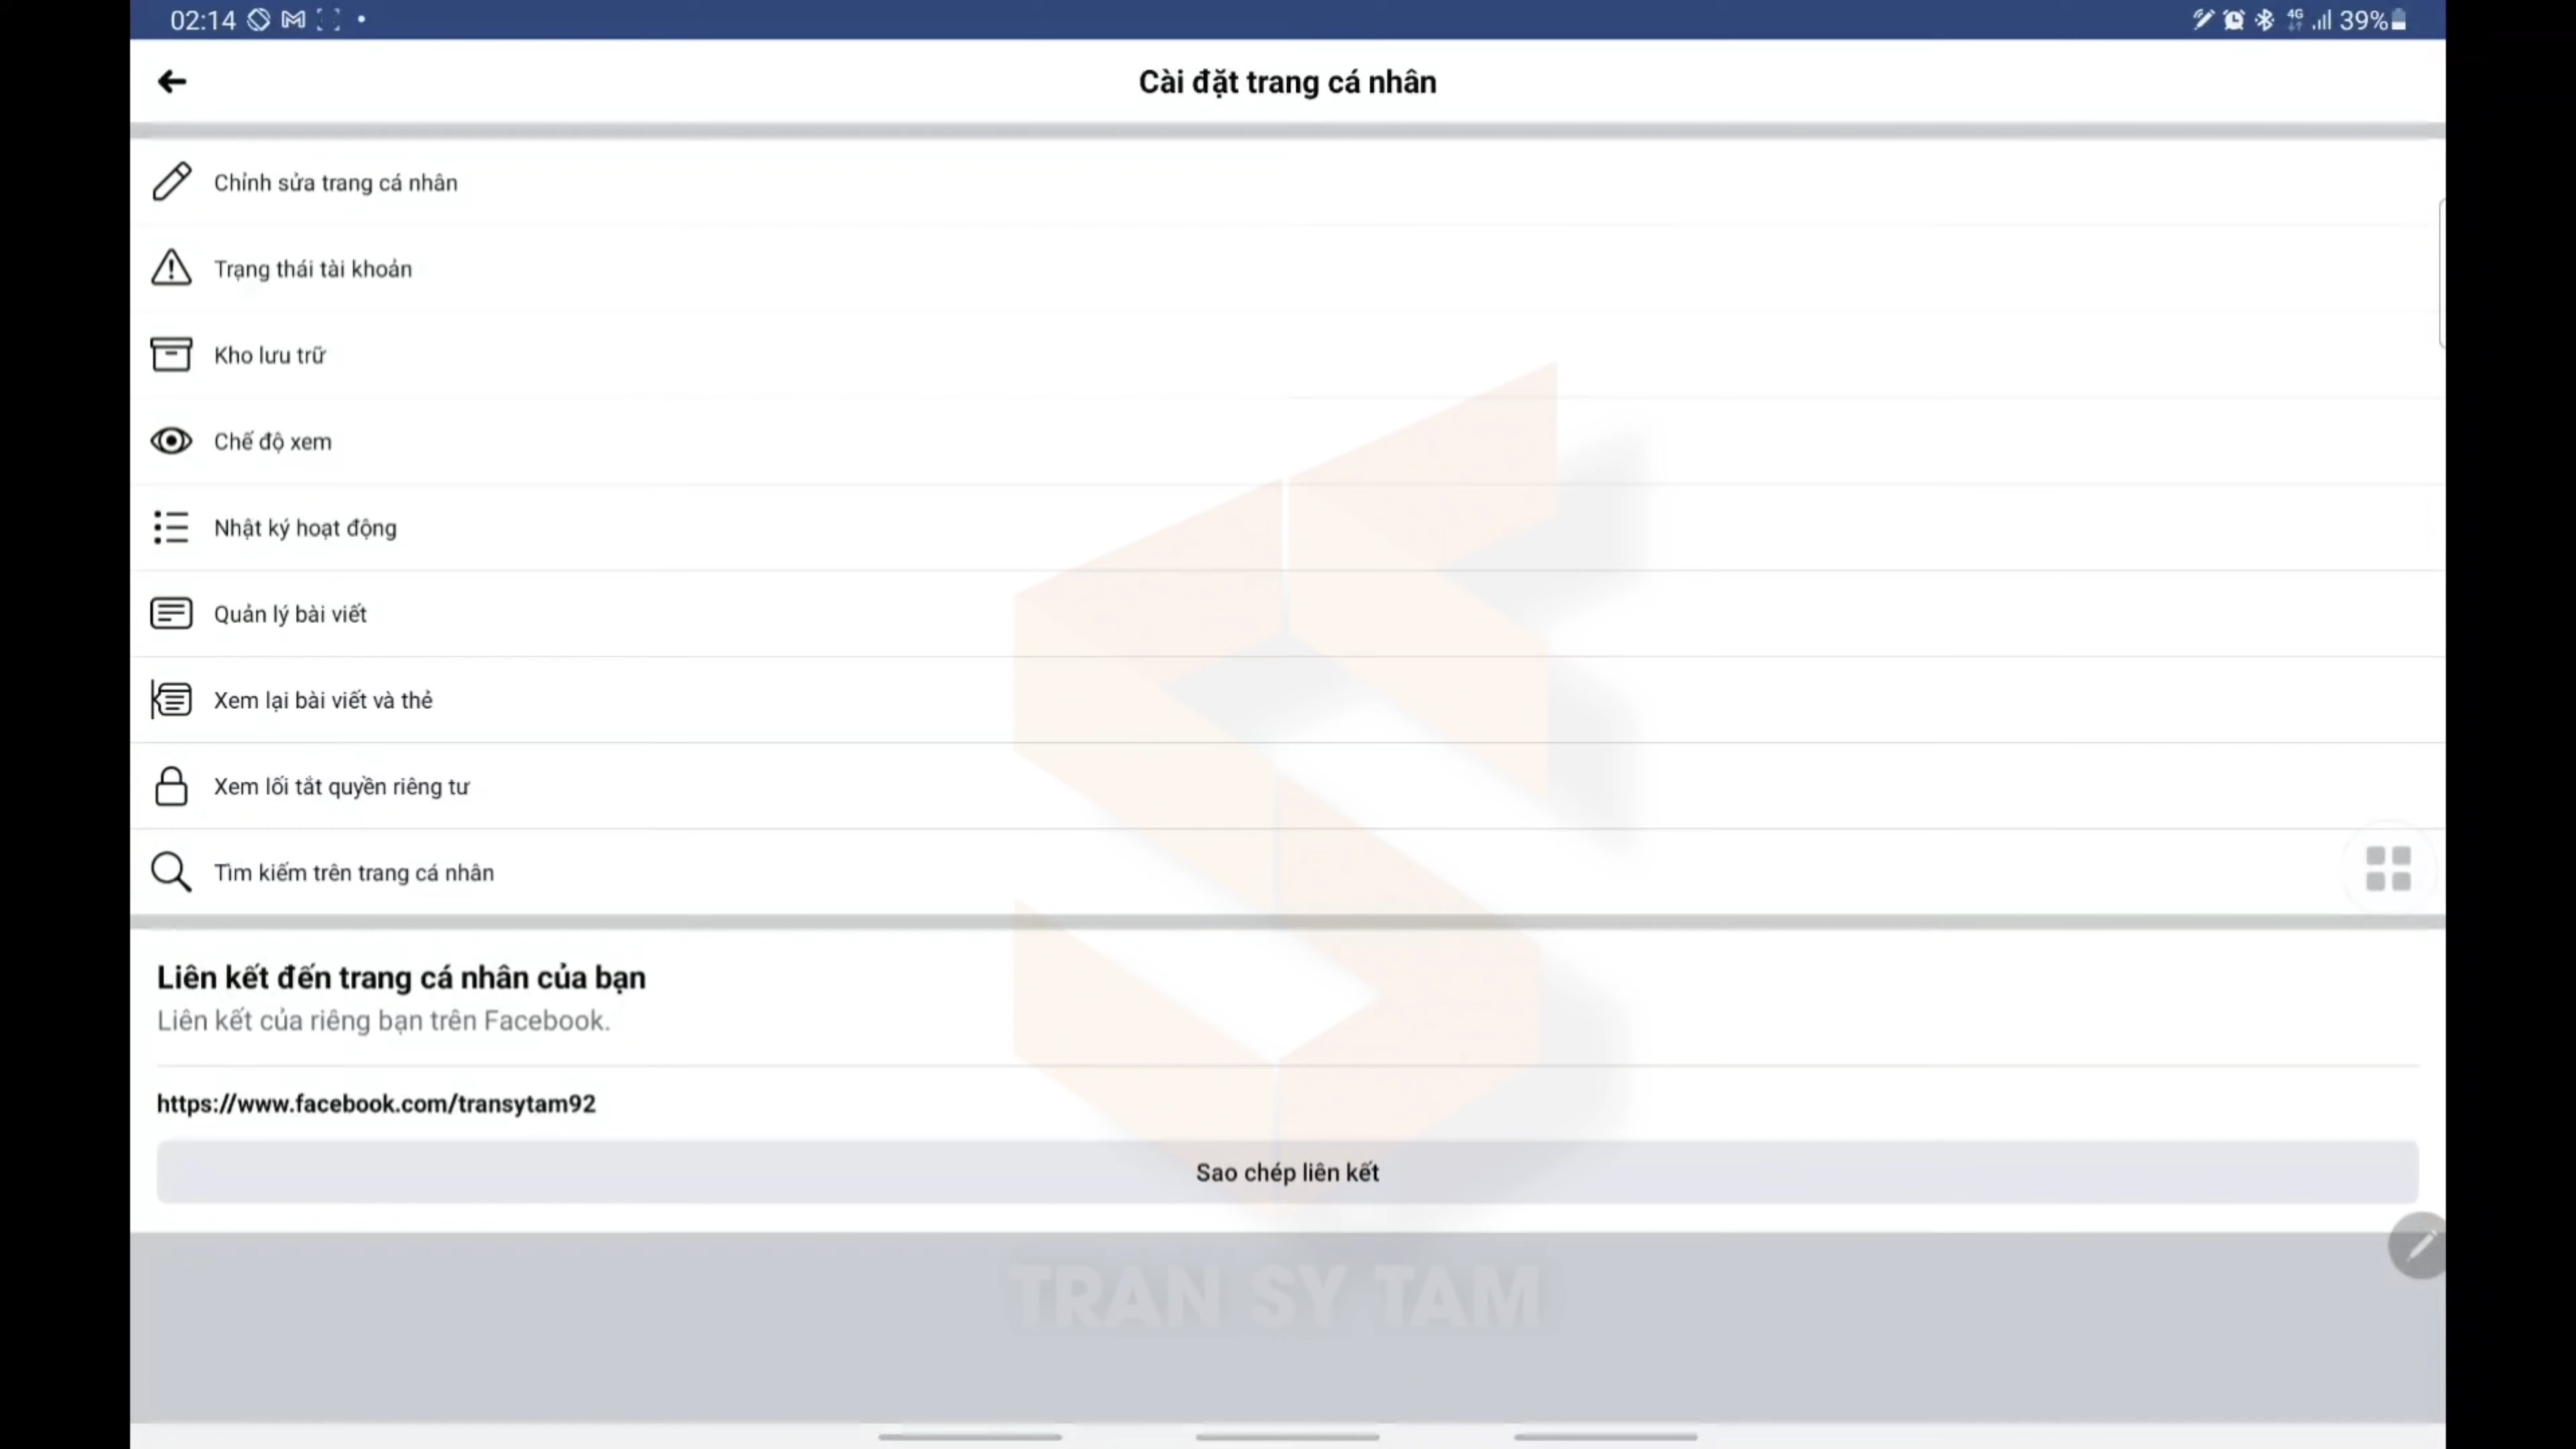 02:14
4G 39%
Cài đặt trang cá nhân
Chỉnh sửa trang cá nhân
Trạng thái tài khoản
Kho lưu trữ
Chế độ xem
Nhật ký hoạt động
Quản lý bài viết
Xem lại bài viết và thẻ
Xem lối tắt quyền riêng tư
Tìm kiếm trên trang cá nhân
Liên kết đến trang cá nhân của bạn
Liên kết của riêng bạn trên Facebook.
https://www.facebook.com/transytam92
Sao chép liên kết
TRAN SY TAM